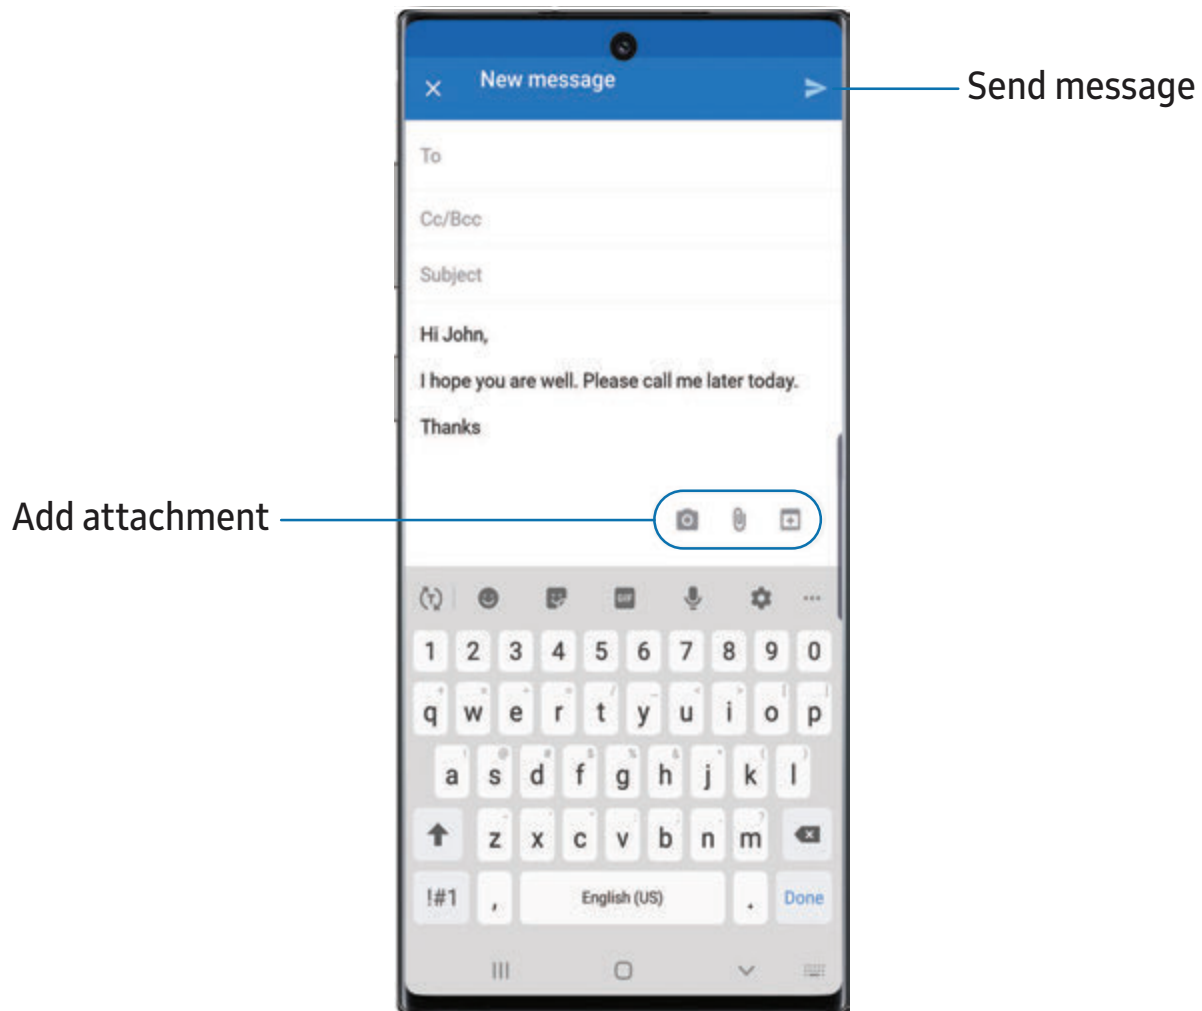 New message
Send message
To
Cc/Bcc
Subject
Hi John,
I hope you are well. Please call me later today.
Thanks
Add attachment
GIF
1 2 3 4 5 6 7 8 9 0
q w e r t y u i o p
a s d f g h j k l
z x c v b n m
!#1 , English (US) . Done